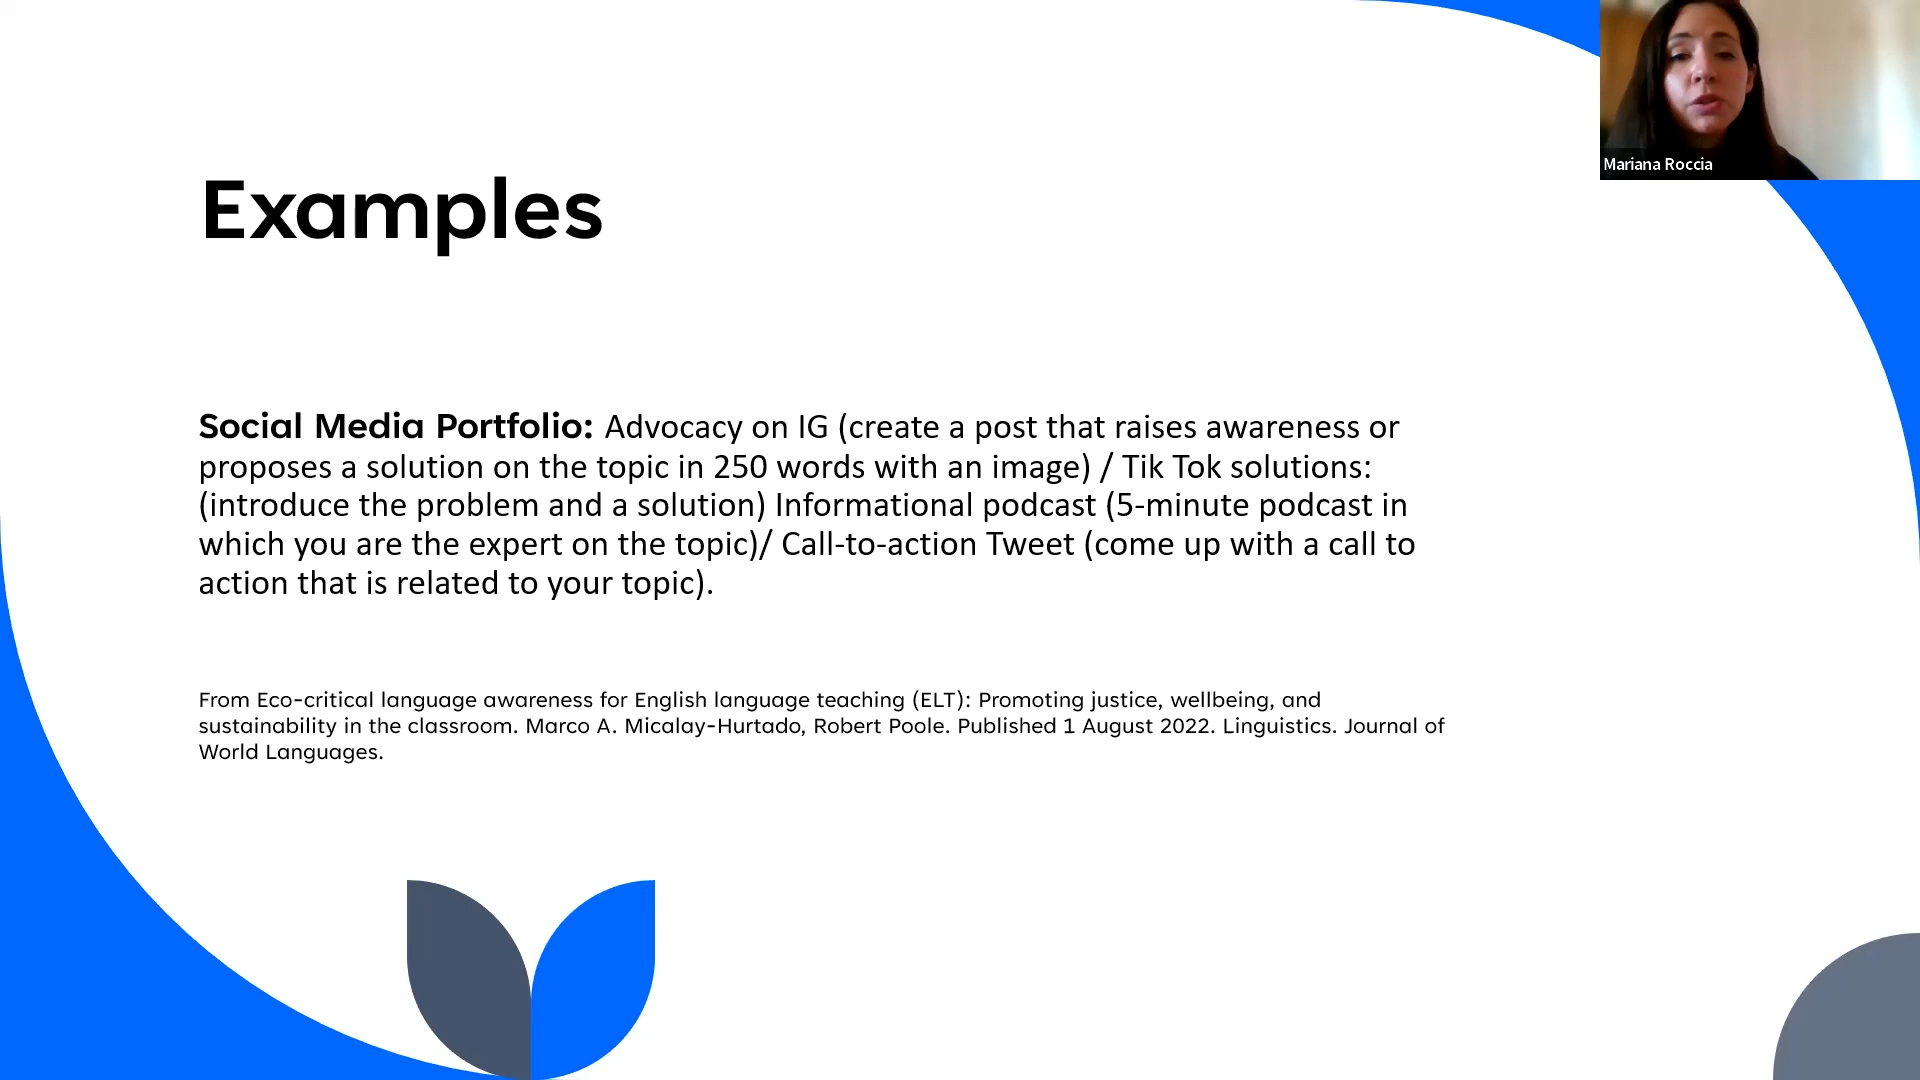 Mariana Roccia
Examples
Social Media Portfolio: Advocacy on IG (create a post that raises awareness or
proposes a solution on the topic in 250 words with an image) / Tik Tok solutions:
(introduce the problem and a solution) Informational podcast (5-minute podcast in
which you are the expert on the topic)/ Call-to-action Tweet (come up with a call to
action that is related to your topic).
From Eco-critical language awareness for English language teaching (ELT): Promoting justice, wellbeing, and
sustainability in the classroom. Marco A. Micalay-Hurtado, Robert Poole. Published 1 August 2022. Linguistics. Journal of
World Languages.